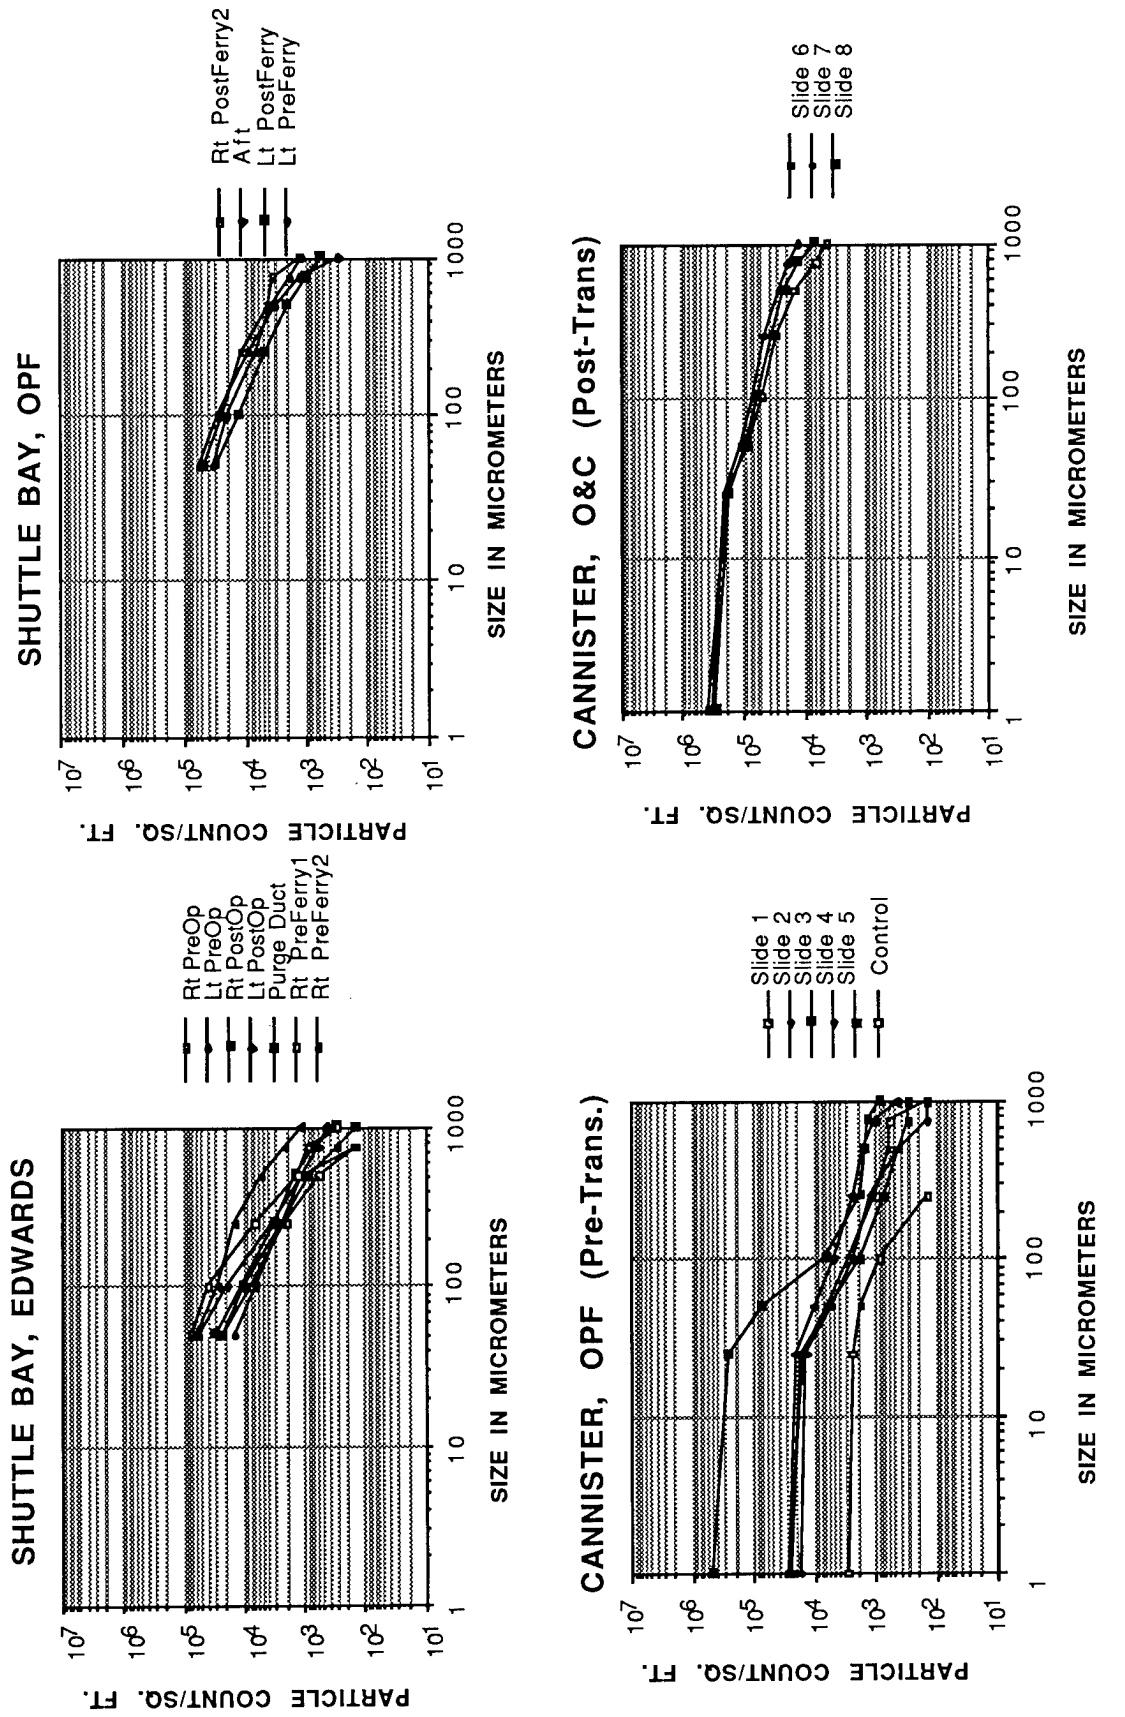 SHUTTLE BAY, EDWARDS
PARTICLE COUNT/SQ. FT.
10^7
10^6
10^5
10^4
10^3
10^2
10^1
1 10 100 1000
SIZE IN MICROMETERS
Rt PreOp
Lt PreOp
Rt PostOp
Lt PostOp
Purge Duct
Rt PreFerry1
Rt PreFerry2
SHUTTLE BAY, OPF
PARTICLE COUNT/SQ. FT.
10^7
10^6
10^5
10^4
10^3
10^2
10^1
1 10 100 1000
SIZE IN MICROMETERS
Rt PostFerry2
Aft
Lt PostFerry
Lt PreFerry
CANNISTER, OPF (Pre-Trans.)
PARTICLE COUNT/SQ. FT.
10^7
10^6
10^5
10^4
10^3
10^2
10^1
1 10 100 1000
SIZE IN MICROMETERS
Slide 1
Slide 2
Slide 3
Slide 4
Slide 5
Control
CANNISTER, O&C (Post-Trans)
PARTICLE COUNT/SQ. FT.
10^7
10^6
10^5
10^4
10^3
10^2
10^1
1 10 100 1000
SIZE IN MICROMETERS
Slide 6
Slide 7
Slide 8